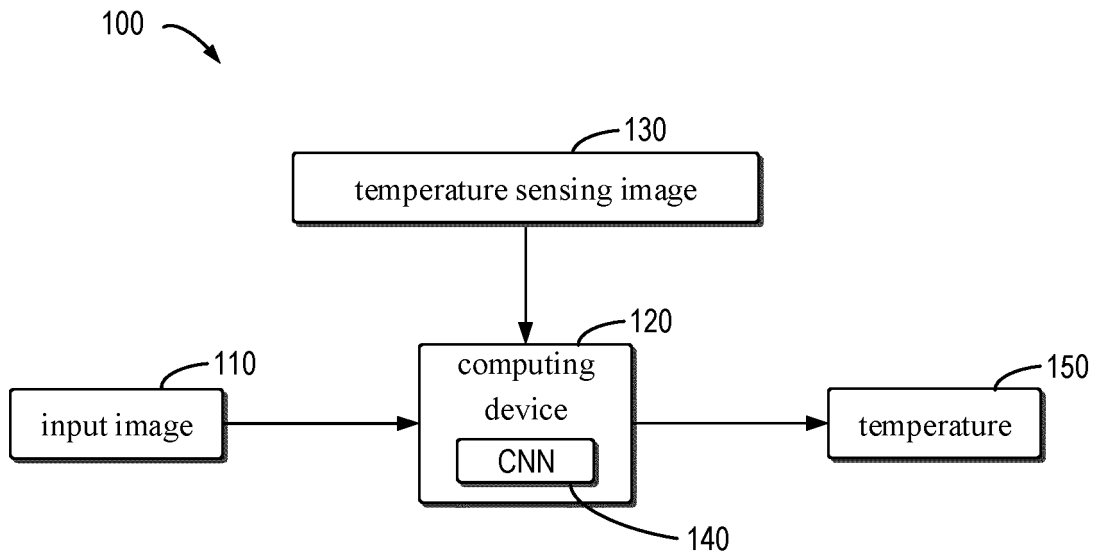 100
130
temperature sensing image
120
computing
device
110
input image
150
temperature
CNN
140